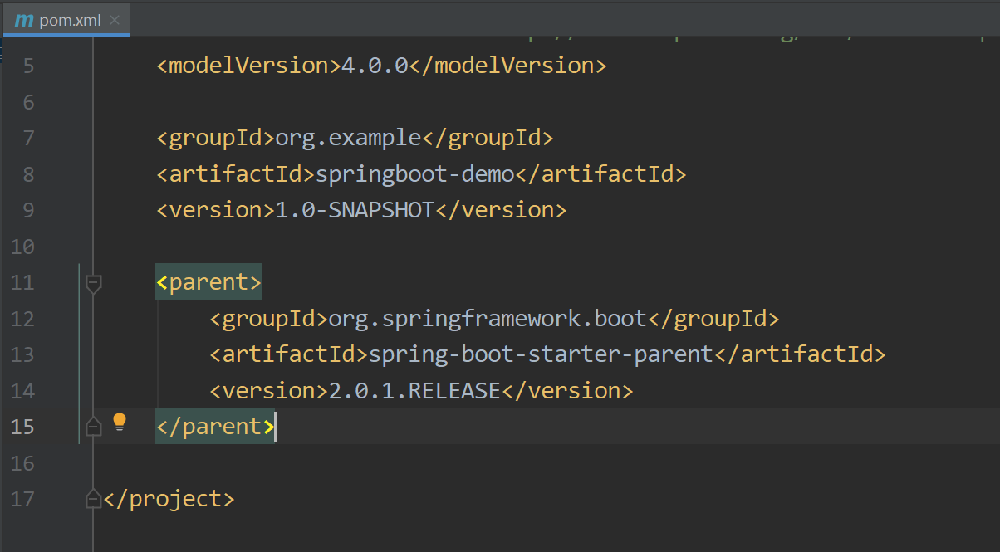 m pom.xml
5 <modelVersion>4.0.0</modelVersion>
6
7 <groupId>org.example</groupId>
8 <artifactId>springboot-demo</artifactId>
9 <version>1.0-SNAPSHOT</version>
10
11 <parent>
12 <groupId>org.springframework.boot</groupId>
13 <artifactId>spring-boot-starter-parent</artifactId>
14 <version>2.0.1.RELEASE</version>
15 </parent>
16
17 </project>